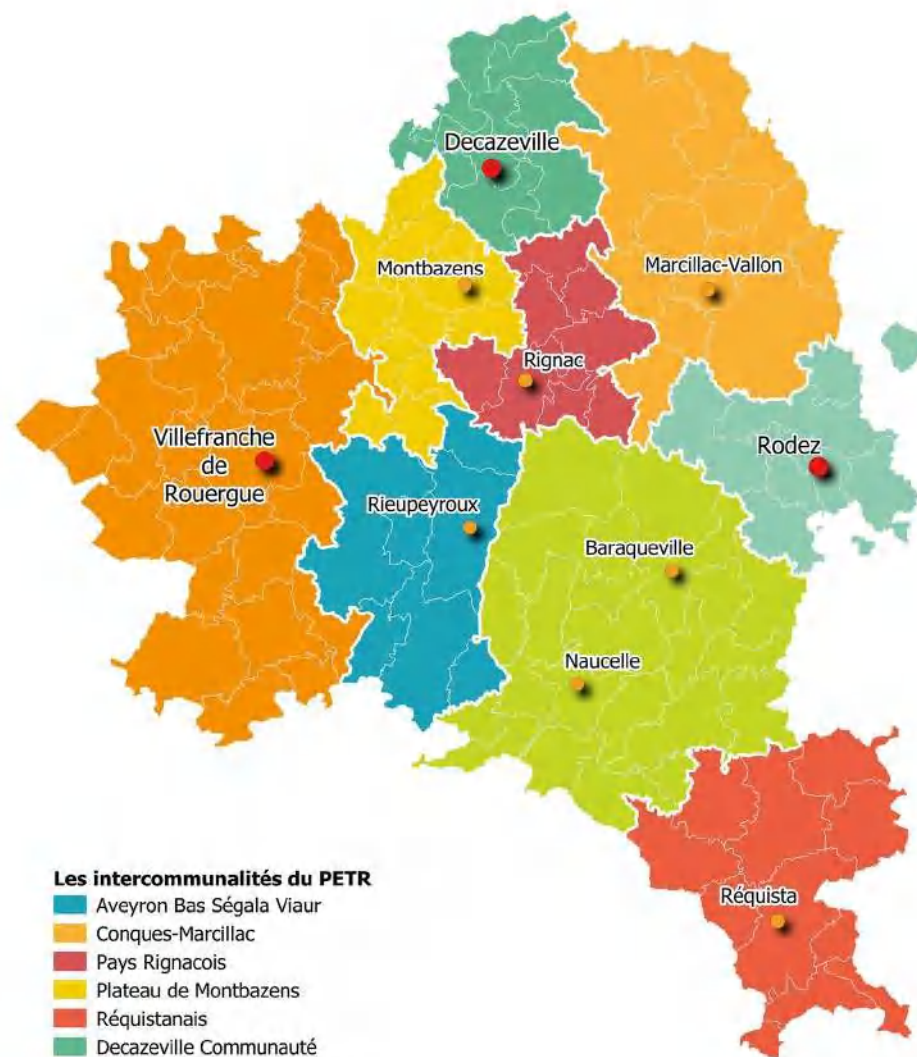 Decazeville
Montbazens
Marcillac-Vallon
Rignac
Villefranche
de
Rouergue
Rodez
Rieupeyroux
Baraqueville
Naucelle
Réquista
Les intercommunalités du PETR
Aveyron Bas Ségala Viaur
Conques-Marcillac
Pays Rignacois
Plateau de Montbazens
Réquistanais
Decazeville Communauté